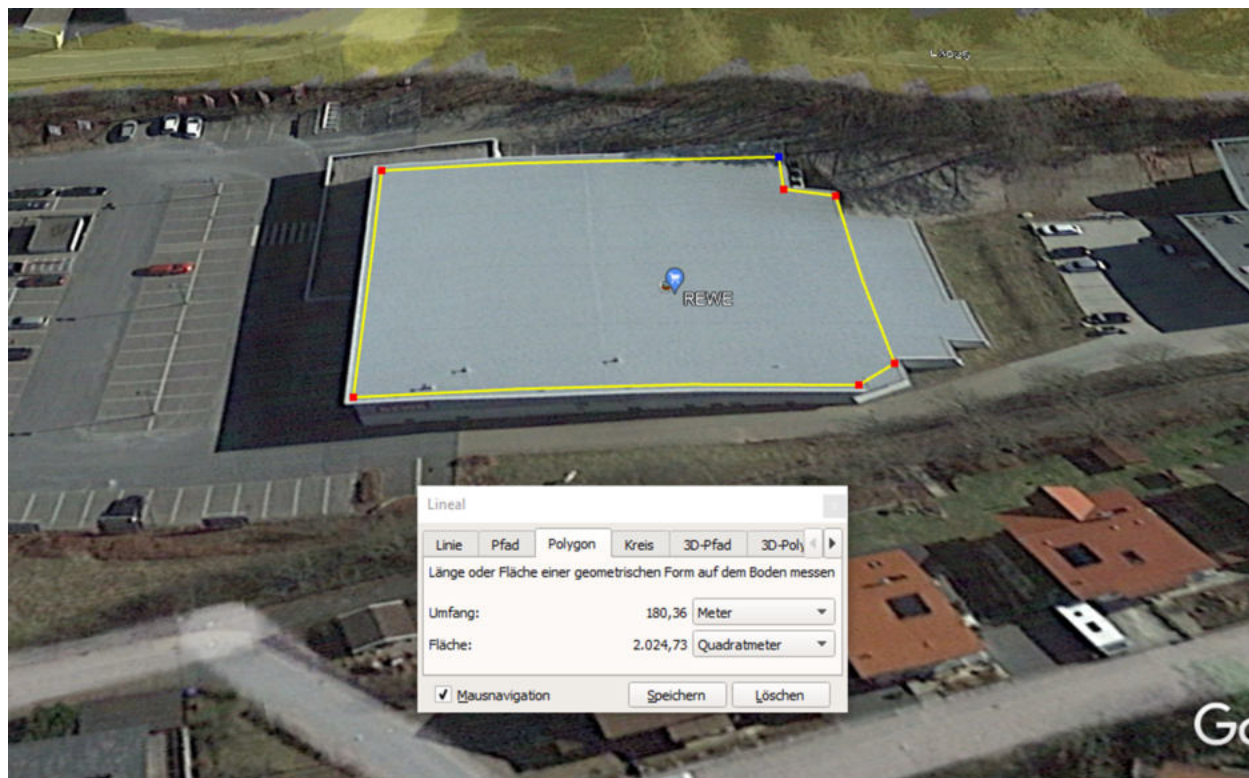 REWE
Lineal
Linie Pfad Polygon Kreis 3D-Pfad 3D-Poly
Länge oder Fläche einer geometrischen Form auf dem Boden messen
Umfang: 180,36 Meter
Fläche: 2.024,73 Quadratmeter
Mausnavigation Speichern Löschen
Go